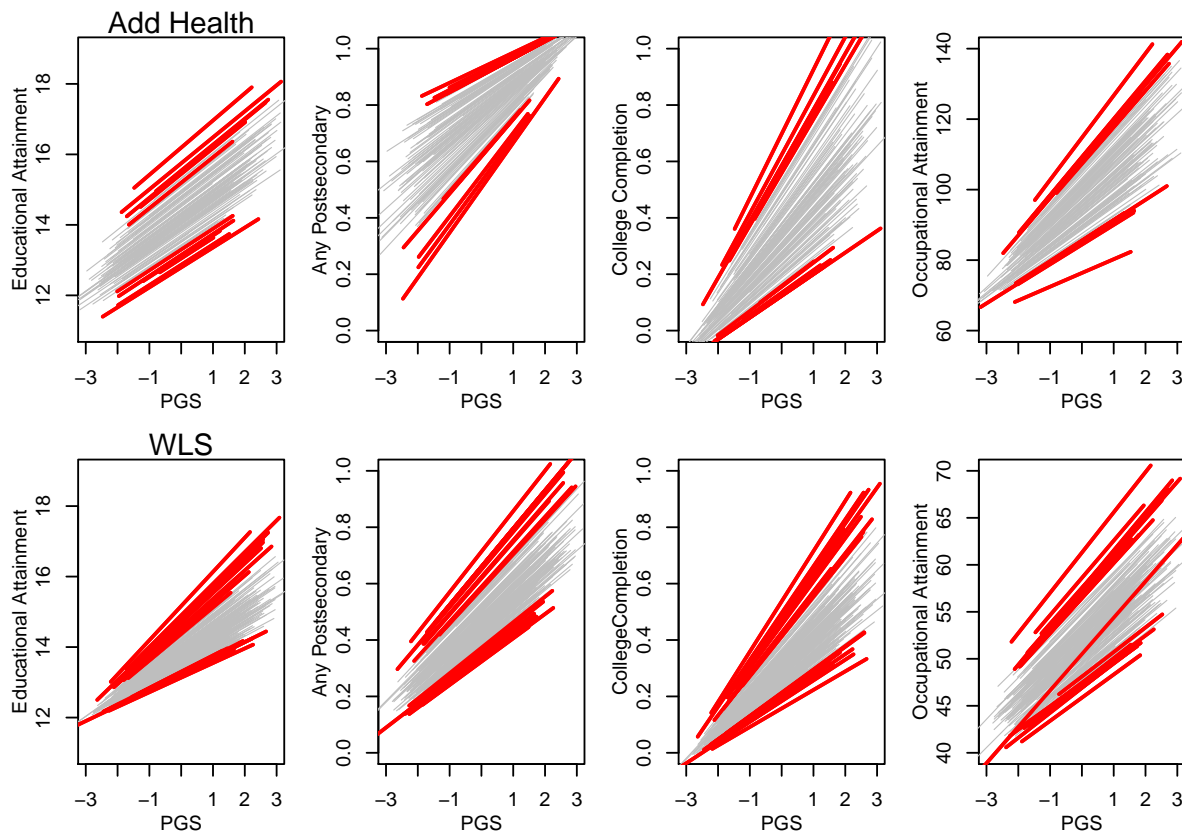 Add Health
Educational Attainment
12 14 16 18
−3 −1 1 2 3
PGS
Any Postsecondary
0.0 0.2 0.4 0.6 0.8 1.0
−3 −1 1 2 3
PGS
College Completion
0.0 0.2 0.4 0.6 0.8 1.0
−3 −1 1 2 3
PGS
Occupational Attainment
60 80 100 120 140
−3 −1 1 2 3
PGS
WLS
Educational Attainment
12 14 16 18
−3 −1 1 2 3
PGS
Any Postsecondary
0.0 0.2 0.4 0.6 0.8 1.0
−3 −1 1 2 3
PGS
CollegeCompletion
0.0 0.2 0.4 0.6 0.8 1.0
−3 −1 1 2 3
PGS
Occupational Attainment
40 45 50 55 60 65 70
−3 −1 1 2 3
PGS